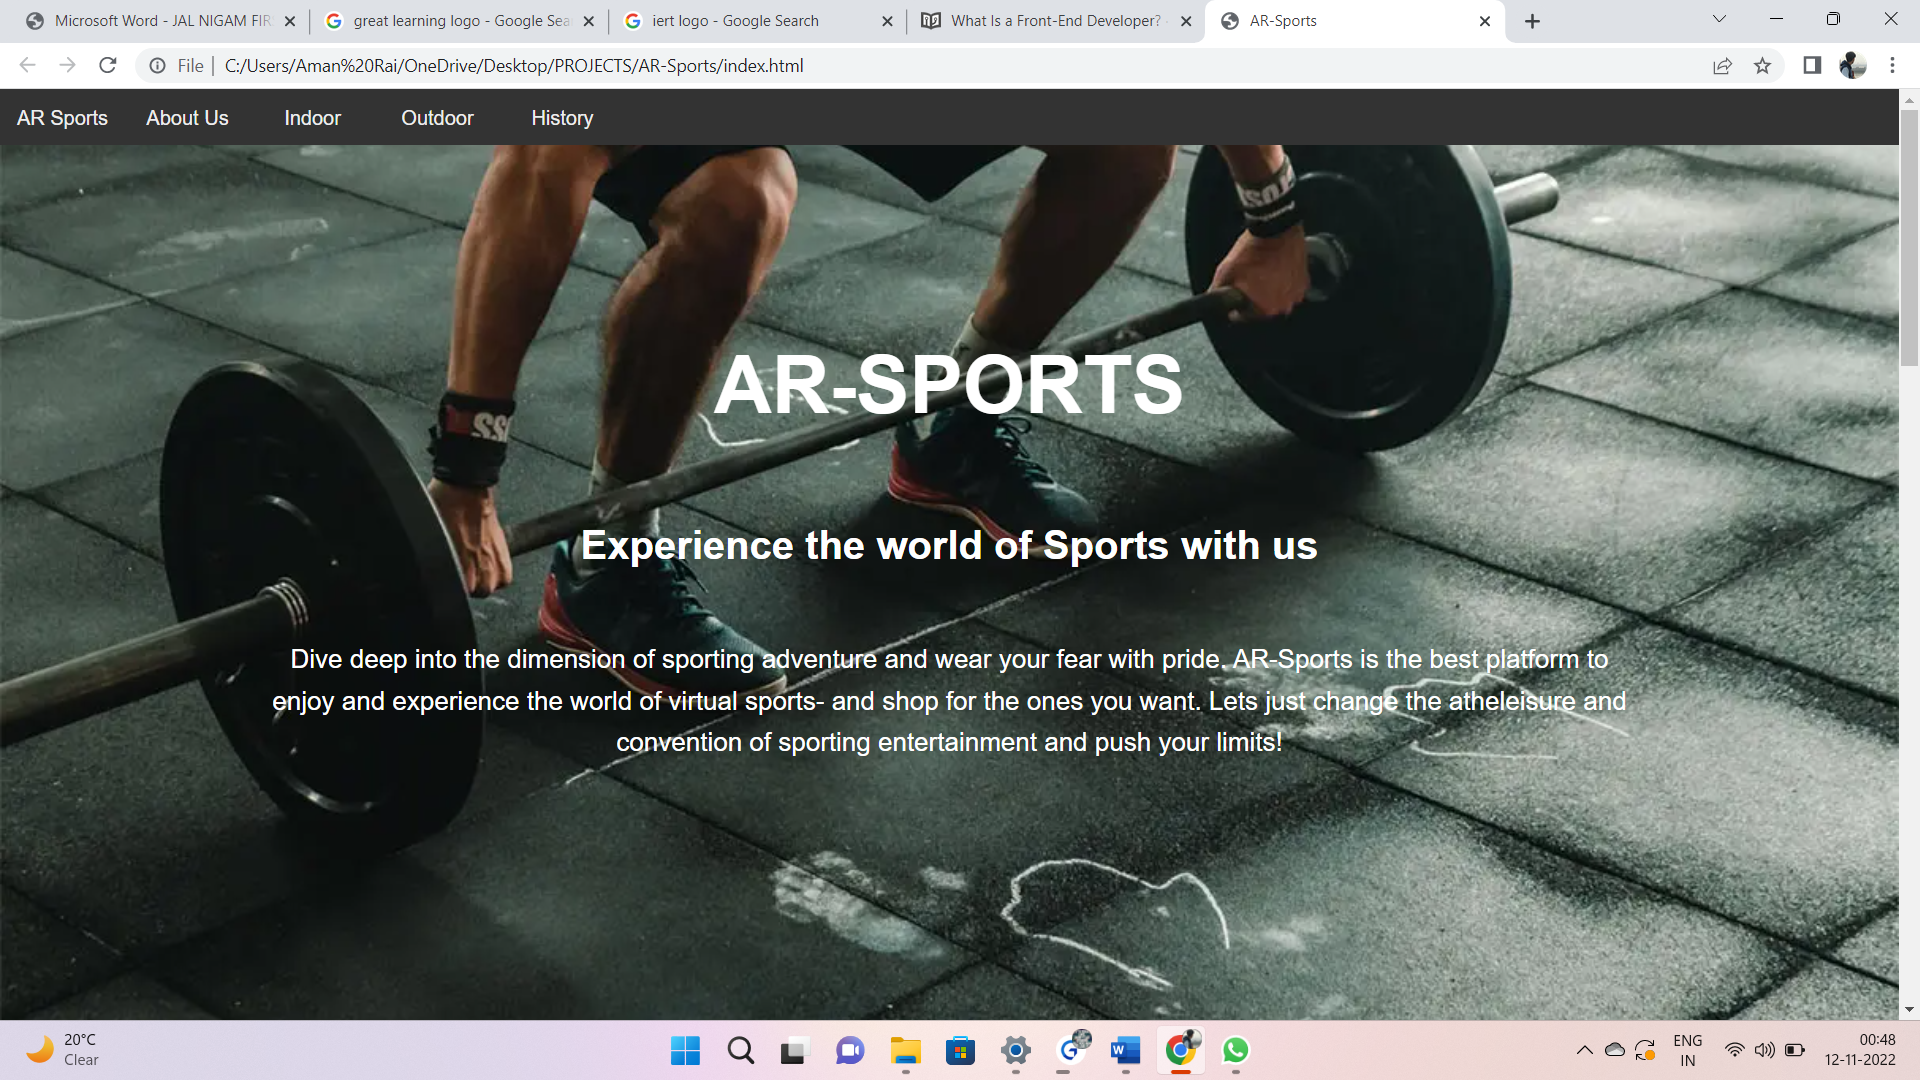 Microsoft Word - JAL NIGAM FIR
great learning logo - Google Sea
iert logo - Google Search
What Is a Front-End Developer?
AR-Sports
File
C:/Users/Aman%20Rai/OneDrive/Desktop/PROJECTS/AR-Sports/index.html
AR Sports About Us Indoor Outdoor History
AR-SPORTS
Experience the world of Sports with us
Dive deep into the dimension of sporting adventure and wear your fear with pride. AR-Sports is the best platform to
enjoy and experience the world of virtual sports- and shop for the ones you want. Lets just change the atheleisure and
convention of sporting entertainment and push your limits!
20°C
Clear
ENG
IN
00:48
12-11-2022